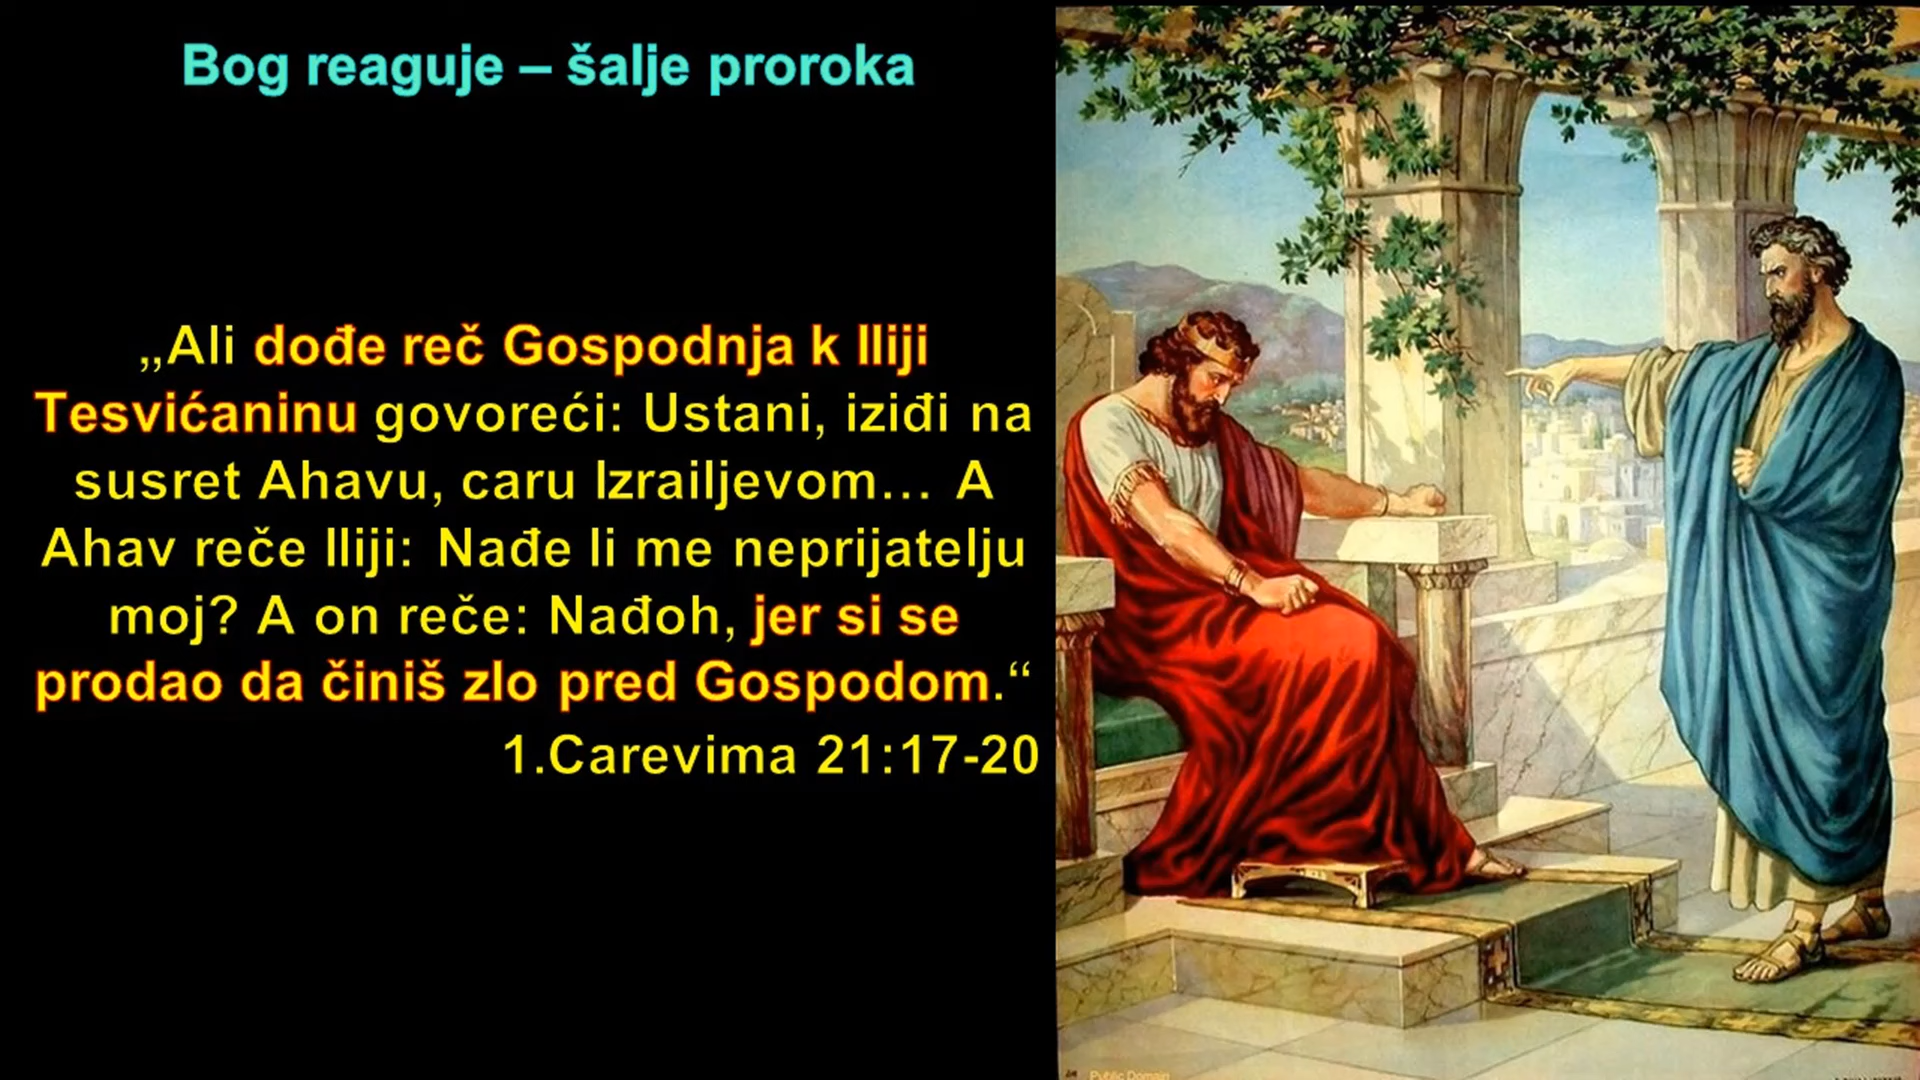 Bog reaguje – šalje proroka
„Ali dođe reč Gospodnja k Iliji
Tesvićaninu govoreći: Ustani, iziđi na
susret Ahavu, caru Izrailjevom... A
Ahav reče Iliji: Nađe li me neprijatelju
moj? A on reče: Nađoh, jer si se
prodao da činiš zlo pred Gospodom.“
1.Carevima 21:17-20
Public Domain